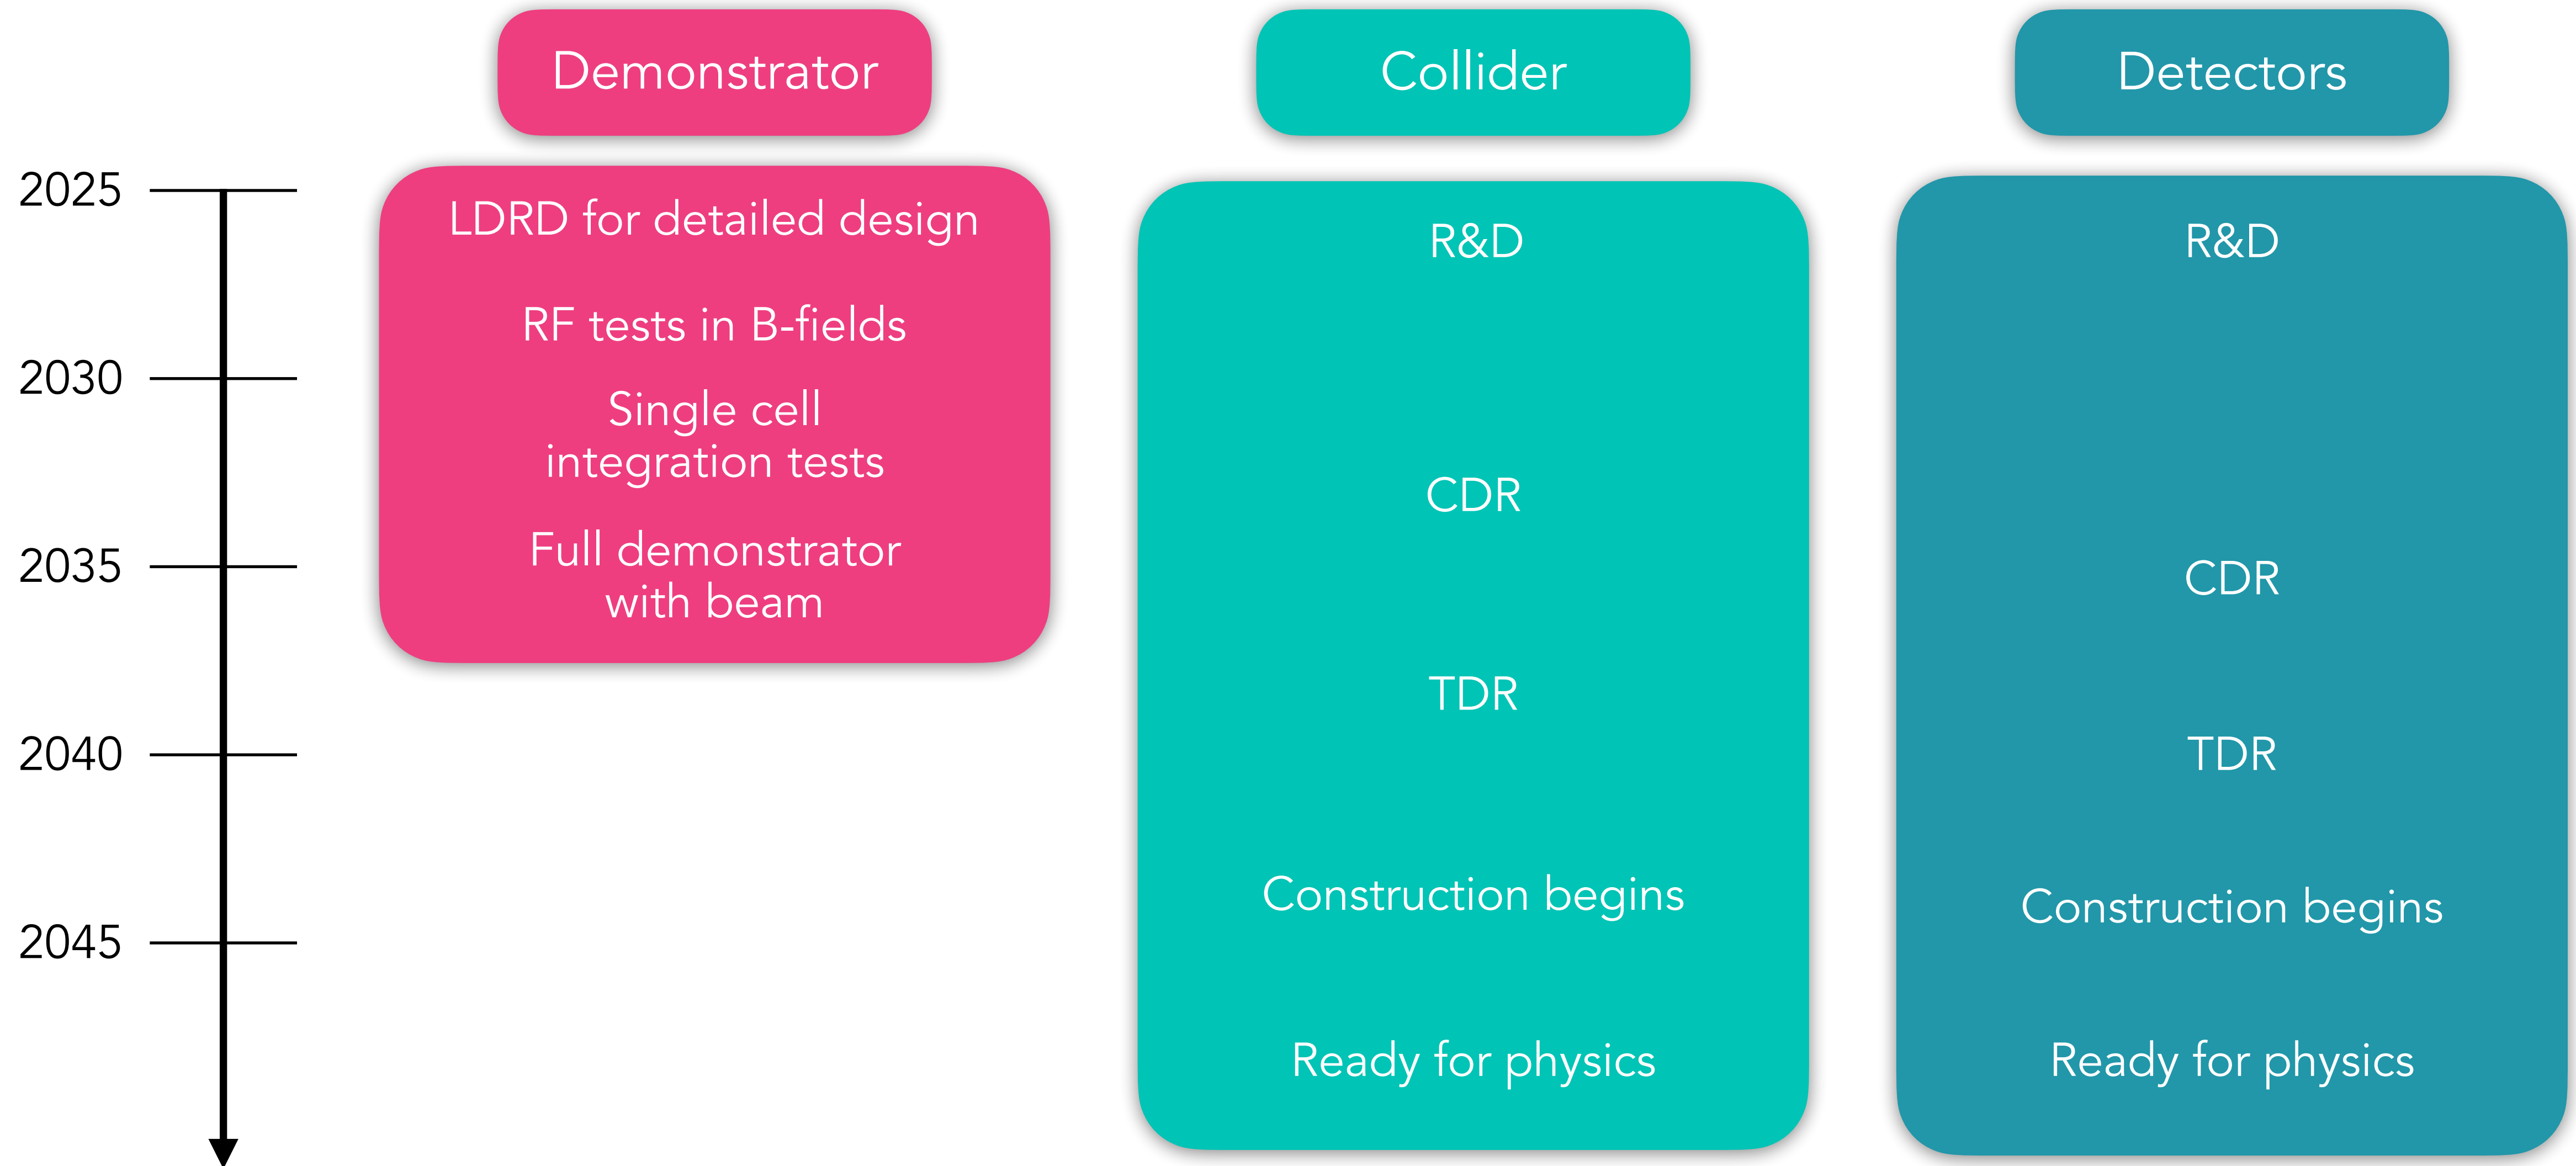 Demonstrator
Collider
Detectors
2025
2030
2035
2040
2045
LDRD for detailed design
RF tests in B-fields
Single cell
integration tests
Full demonstrator
with beam
R&D
CDR
TDR
Construction begins
Ready for physics
R&D
CDR
TDR
Construction begins
Ready for physics